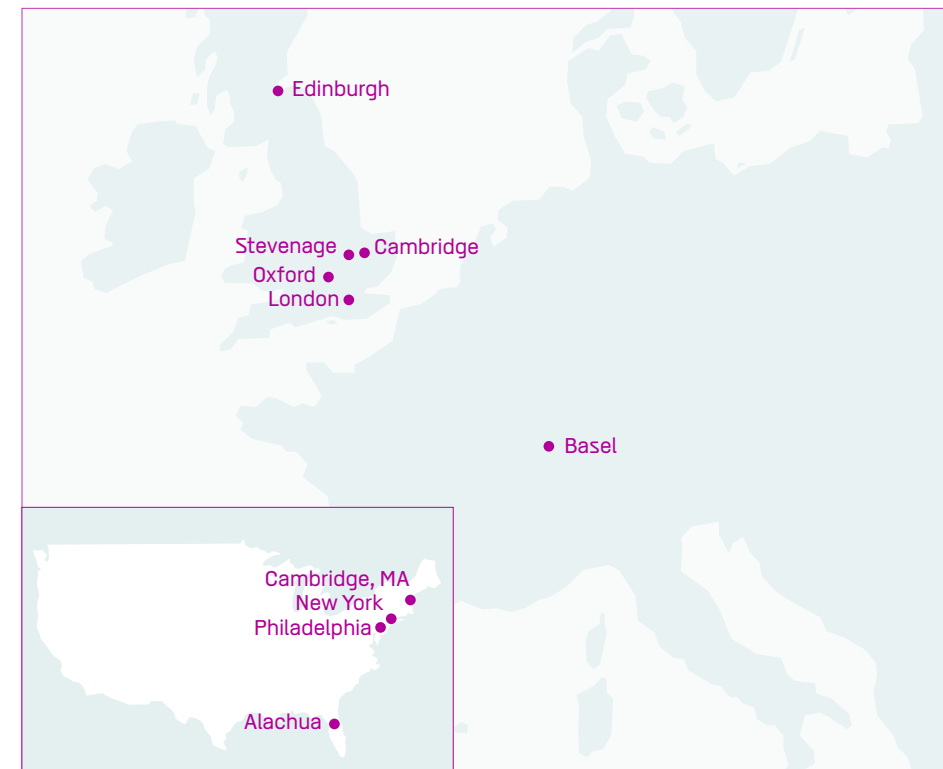 Edinburgh
Stevenage
Cambridge
Oxford
London
Basel
Cambridge, MA
New York
Philadelphia
Alachua